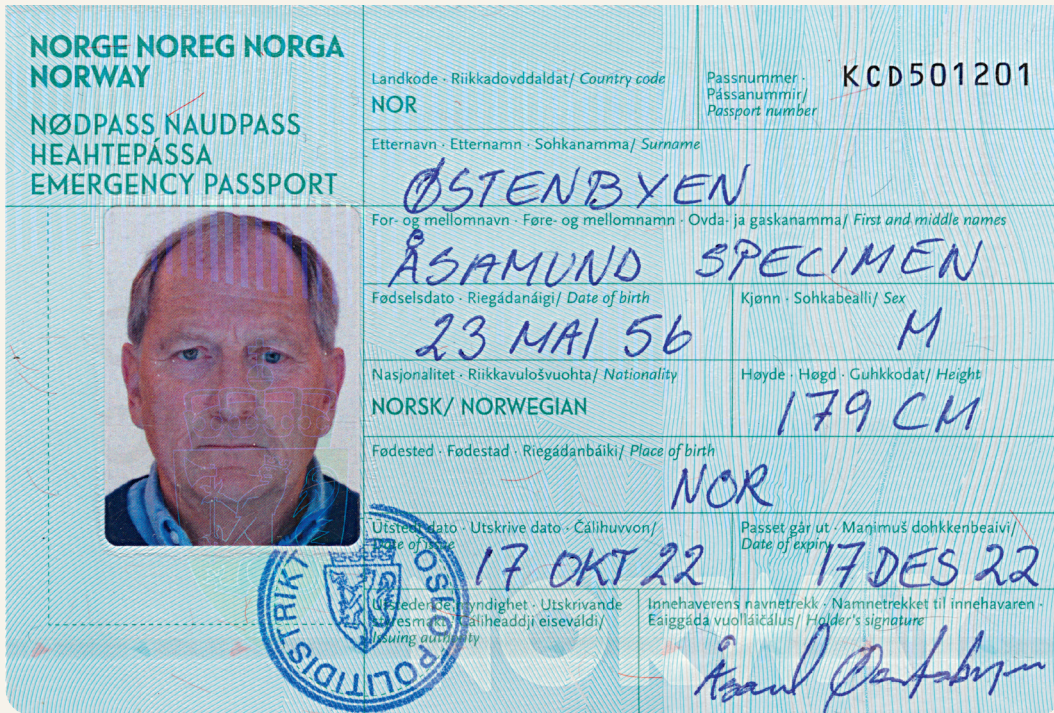 NORGE NOREG NORGA
NORWAY
NØDPASS NAUDPASS
HEAHTEPÁSSA
EMERGENCY PASSPORT
Landkode · Riikkadovddaldat/ Country code
NOR
Passnummer ·
Pássanummir/
Passport number
KCD501201
Etternavn · Etternamn · Sohkanamma/ Surname
ØSTENBYEN
For- og mellomnavn · Føre- og mellomnamn · Ovda- ja gaskanamma/ First and middle names
ÅSAMUND SPECIMEN
Fødselsdato · Riegádanáigi/ Date of birth
23 MAI 56
Kjønn · Sohkabealli/ Sex
M
Nasjonalitet · Riikkavulošvuohta/ Nationality
NORSK/ NORWEGIAN
Høyde · Høgd · Guhkkodat/ Height
179 CM
Fødested · Fødestad · Riegádanbáiki/ Place of birth
NOR
Utstedt dato · Utskrive dato · Čálihuvvon/
Date of issue
17 OKT 22
Passet går ut · Manimuš dohkkenbeaivi/
Date of expiry
17 DES 22
Utstedende myndighet · Utskrivande
styresmakt · Čáliheaddji eiseváldi/
Issuing authority
OSLO POLITIDISTRIKT
Innehaverens navnetrekk · Namnetrekket til innehavaren ·
Eaiggáda vuolláičálus/ Holder's signature